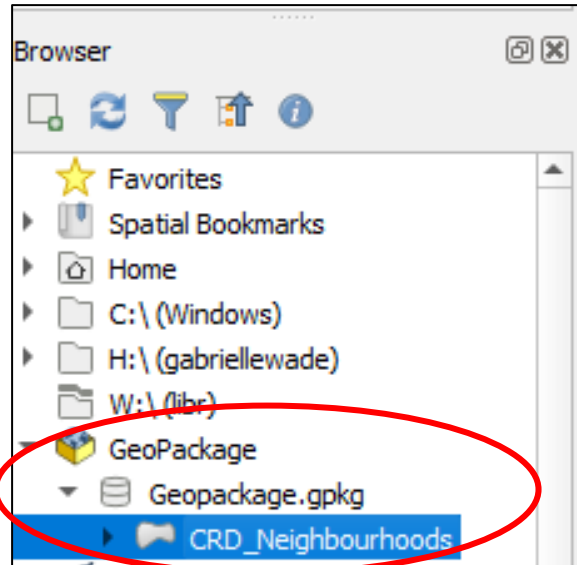 Browser
Favorites
Spatial Bookmarks
Home
C:\ (Windows)
H:\ (gabriellewade)
W:\ (libr)
GeoPackage
Geopackage.gpkg
CRD_Neighbourhoods